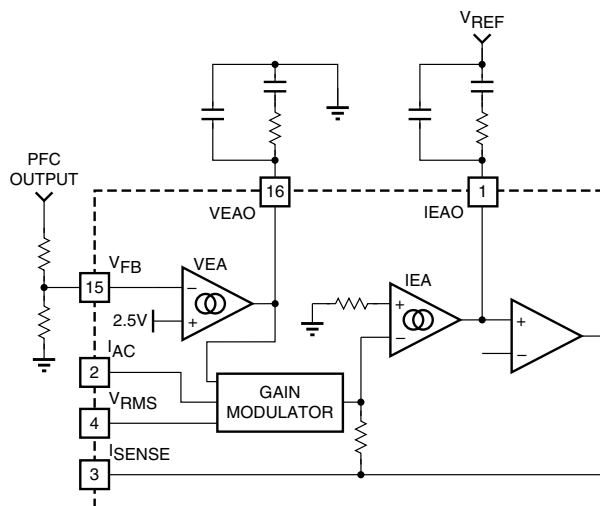 VREF
PFC
OUTPUT
16
1
VEAO
IEAO
VFB
VEA
IEA
15
−
+
2.5V
+
−
+
−
IAC
2
GAIN
MODULATOR
VRMS
4
ISENSE
3